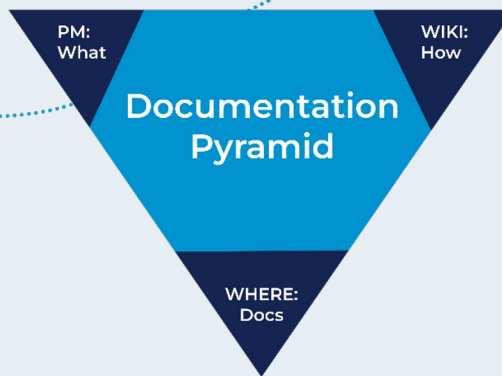 PM:
What
WIKI:
How
Documentation
Pyramid
WHERE:
Docs